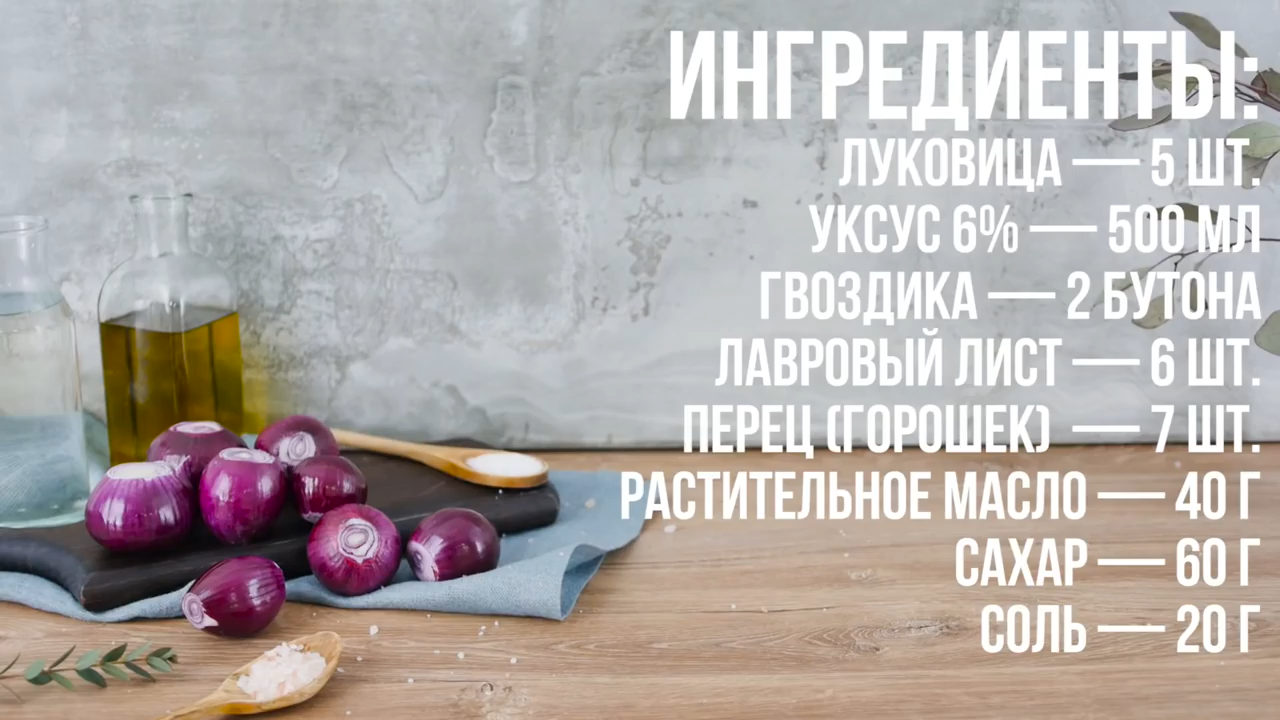 ИНГРЕДИЕНТЫ:
ЛУКОВИЦА — 5 ШТ.
УКСУС 6% — 500 МЛ
ГВОЗДИКА — 2 БУТОНА
ЛАВРОВЫЙ ЛИСТ — 6 ШТ.
ПЕРЕЦ (ГОРОШЕК) — 7 ШТ.
РАСТИТЕЛЬНОЕ МАСЛО — 40 Г
САХАР — 60 Г
СОЛЬ — 20 Г